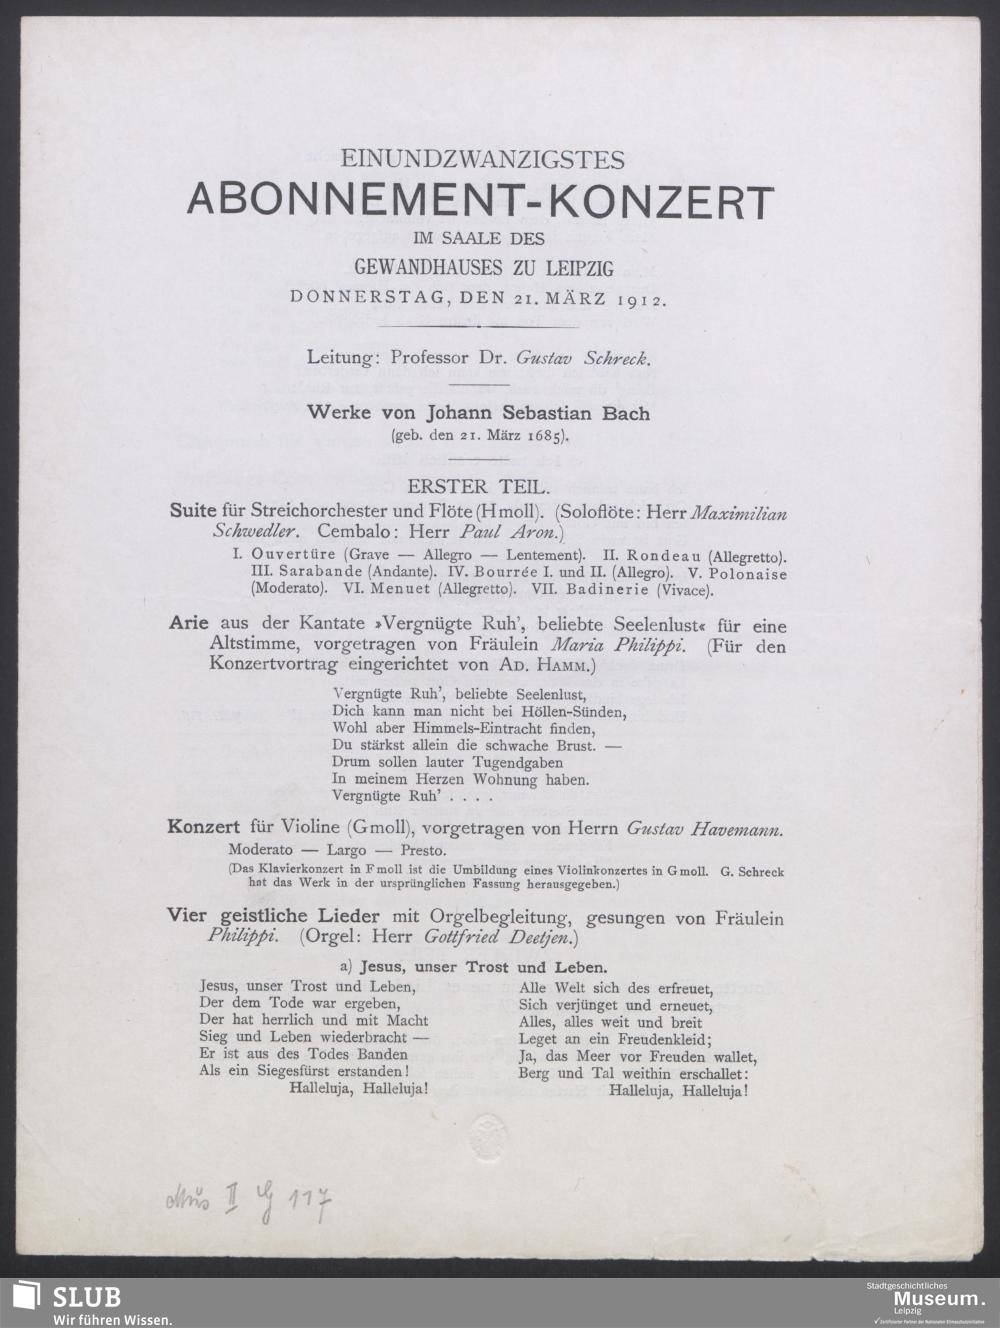 EINUNDZWANZIGSTES
ABONNEMENT-KONZERT
IM SAALE DES
GEWANDHAUSES ZU LEIPZIG
DONNERSTAG, DEN 21. MÄRZ 1912.
Leitung: Professor Dr. Gustav Schreck.
Werke von Johann Sebastian Bach
(geb. den 21. März 1685).
ERSTER TEIL.
Suite für Streichorchester und Flöte (H moll). (Soloflöte: Herr Maximilian
Schwedler. Cembalo: Herr Paul Aron.)
I. Ouvertüre (Grave — Allegro — Lentement). II. Rondeau (Allegretto).
III. Sarabande (Andante). IV. Bourrée I. und II. (Allegro). V. Polonaise
(Moderato). VI. Menuet (Allegretto). VII. Badinerie (Vivace).
Arie aus der Kantate »Vergnügte Ruh', beliebte Seelenlust« für eine
Altstimme, vorgetragen von Fräulein Maria Philippi. (Für den
Konzertvortrag eingerichtet von AD. HAMM.)
Vergnügte Ruh', beliebte Seelenlust,
Dich kann man nicht bei Höllen-Sünden,
Wohl aber Himmels-Eintracht finden,
Du stärkst allein die schwache Brust. —
Drum sollen lauter Tugendgaben
In meinem Herzen Wohnung haben.
Vergnügte Ruh' . . . .
Konzert für Violine (G moll), vorgetragen von Herrn Gustav Havemann.
Moderato — Largo — Presto.
(Das Klavierkonzert in F moll ist die Umbildung eines Violinkonzertes in G moll. G. Schreck
hat das Werk in der ursprünglichen Fassung herausgegeben.)
Vier geistliche Lieder mit Orgelbegleitung, gesungen von Fräulein
Philippi. (Orgel: Herr Gottfried Deetjen.)
a) Jesus, unser Trost und Leben.
Jesus, unser Trost und Leben,
Der dem Tode war ergeben,
Der hat herrlich und mit Macht
Sieg und Leben wiederbracht —
Er ist aus des Todes Banden
Als ein Siegesfürst erstanden!
Halleluja, Halleluja!
Alle Welt sich des erfreuet,
Sich verjünget und erneuet,
Alles, alles weit und breit
Leget an ein Freudenkleid;
Ja, das Meer vor Freuden wallet,
Berg und Tal weithin erschallet:
Halleluja, Halleluja!
Mus II G 117
SLUB
Wir führen Wissen.
Stadtgeschichtliches
Museum.
Leipzig
Zertifizierter Partner der Nationalen Klimaschutzinitiative